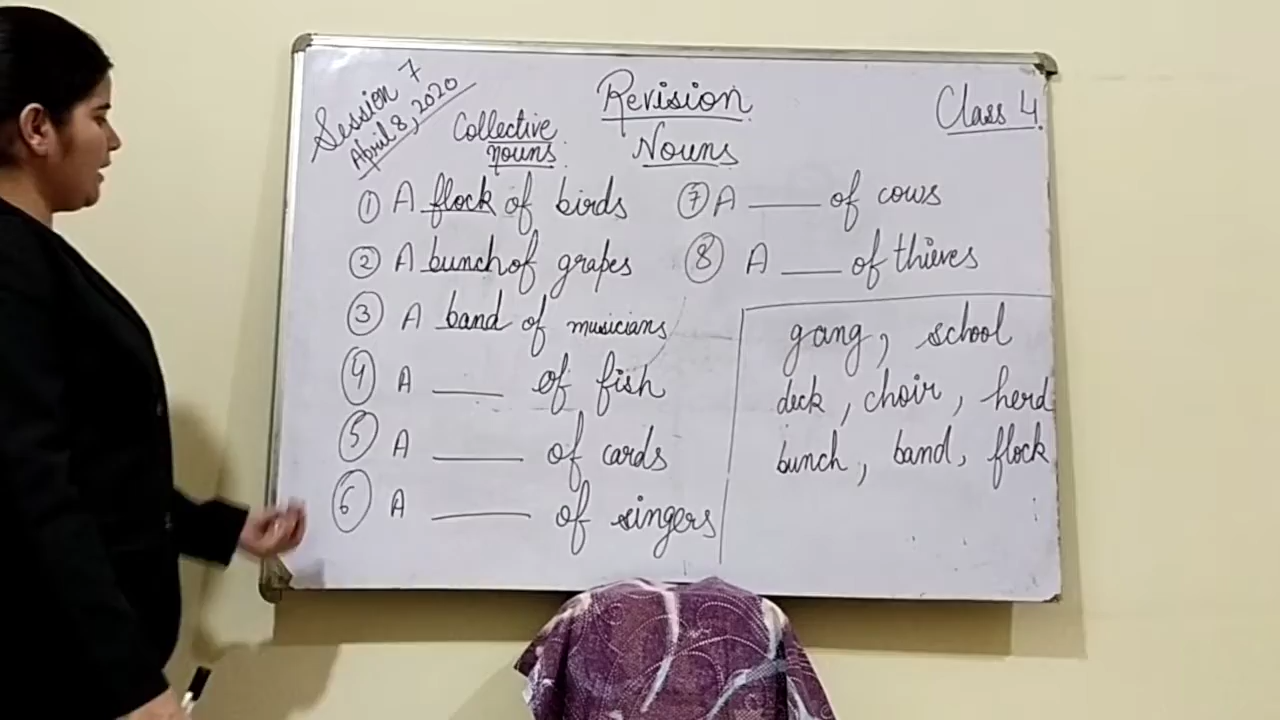 Session 7
April 8, 2020
Revision
Class 4.
Collective
nouns:
Nouns
① A flock of birds
② A bunch of grapes
③ A band of musicians
④ A ____ of fish
⑤ A ____ of cards
⑥ A ____ of singers
⑦ A ____ of cows
⑧ A ____ of thieves
gang, school
deck, choir, herd
bunch, band, flock